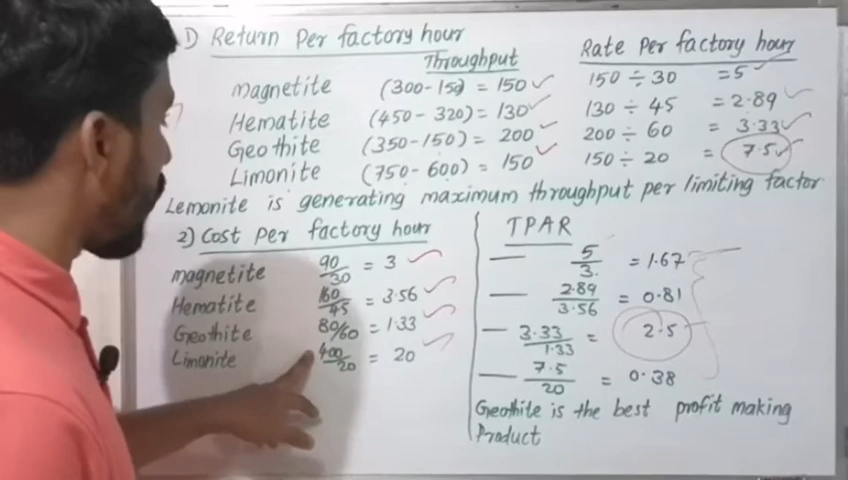 1) Return Per factory hour
Throughput
magnetite (300-150) = 150 ✓
Hematite (450 - 320) = 130 ✓
Geothite (350-150) = 200 ✓
Limonite (750 - 600) = 150 ✓
Rate Per factory hour
150 ÷ 30 = 5 ✓
130 ÷ 45 = 2.89 ✓
200 ÷ 60 = 3.33 ✓
150 ÷ 20 = 7.5 ✓
Lemonite is generating maximum throughput per limiting factor
2) Cost Per factory hour
magnetite 90/30 = 3 ✓
Hematite 160/45 = 3.56 ✓
Geothite 80/60 = 1.33 ✓
Limonite 400/20 = 20 ✓
TPAR
— 5/3. = 1.67
— 2.89/3.56 = 0.81
— 3.33/1.33 = 2.5
— 7.5/20 = 0.38
Geothite is the best profit making
Product